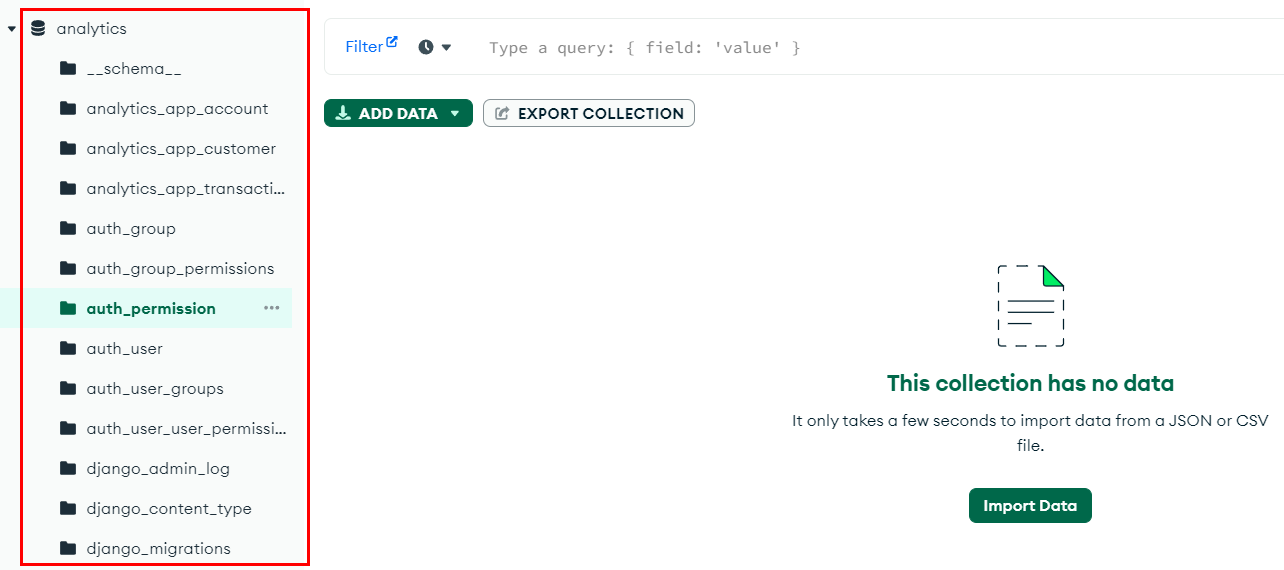 analytics
__schema__
analytics_app_account
analytics_app_customer
analytics_app_transacti...
auth_group
auth_group_permissions
auth_permission
auth_user
auth_user_groups
auth_user_user_permissi...
django_admin_log
django_content_type
django_migrations
Filter
Type a query: { field: 'value' }
ADD DATA
EXPORT COLLECTION
This collection has no data
It only takes a few seconds to import data from a JSON or CSV
file.
Import Data